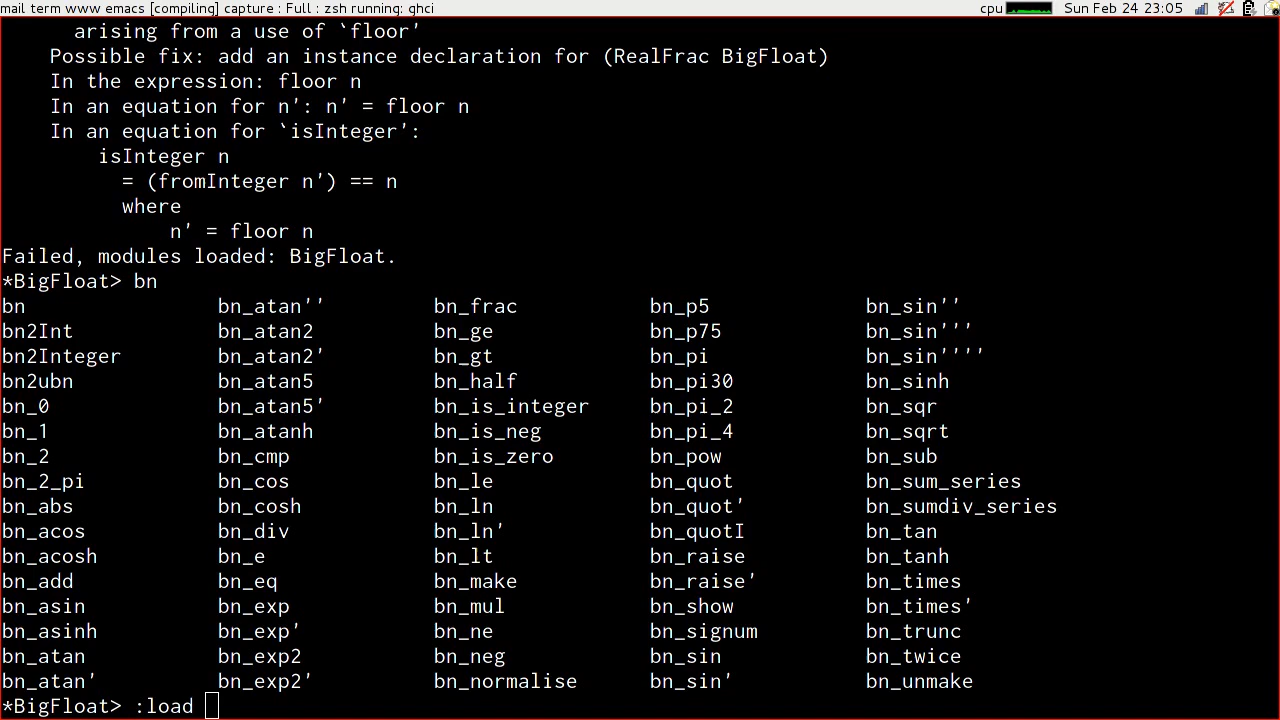 mail term www emacs [compiling] capture : Full : zsh running: ghci cpu Sun Feb 24 23:05
arising from a use of `floor'
Possible fix: add an instance declaration for (RealFrac BigFloat)
In the expression: floor n
In an equation for n': n' = floor n
In an equation for `isInteger':
isInteger n
= (fromInteger n') == n
where
n' = floor n
Failed, modules loaded: BigFloat.
*BigFloat> bn
bn bn_atan'' bn_frac bn_p5 bn_sin''
bn2Int bn_atan2 bn_ge bn_p75 bn_sin'''
bn2Integer bn_atan2' bn_gt bn_pi bn_sin''''
bn2ubn bn_atan5 bn_half bn_pi30 bn_sinh
bn_0 bn_atan5' bn_is_integer bn_pi_2 bn_sqr
bn_1 bn_atanh bn_is_neg bn_pi_4 bn_sqrt
bn_2 bn_cmp bn_is_zero bn_pow bn_sub
bn_2_pi bn_cos bn_le bn_quot bn_sum_series
bn_abs bn_cosh bn_ln bn_quot' bn_sumdiv_series
bn_acos bn_div bn_ln' bn_quotI bn_tan
bn_acosh bn_e bn_lt bn_raise bn_tanh
bn_add bn_eq bn_make bn_raise' bn_times
bn_asin bn_exp bn_mul bn_show bn_times'
bn_asinh bn_exp' bn_ne bn_signum bn_trunc
bn_atan bn_exp2 bn_neg bn_sin bn_twice
bn_atan' bn_exp2' bn_normalise bn_sin' bn_unmake
*BigFloat> :load